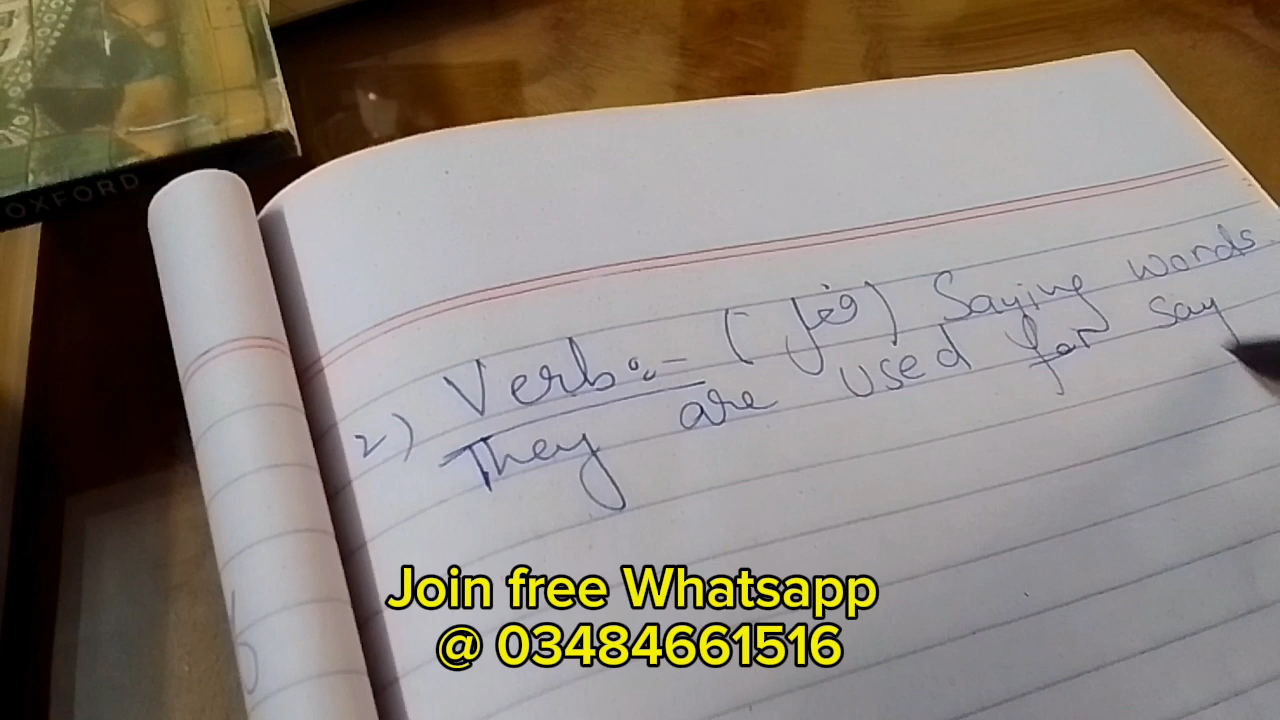 OXFORD
2) Verb:- (فعل) Saying words
They are used for say
Join free Whatsapp
@ 03484661516